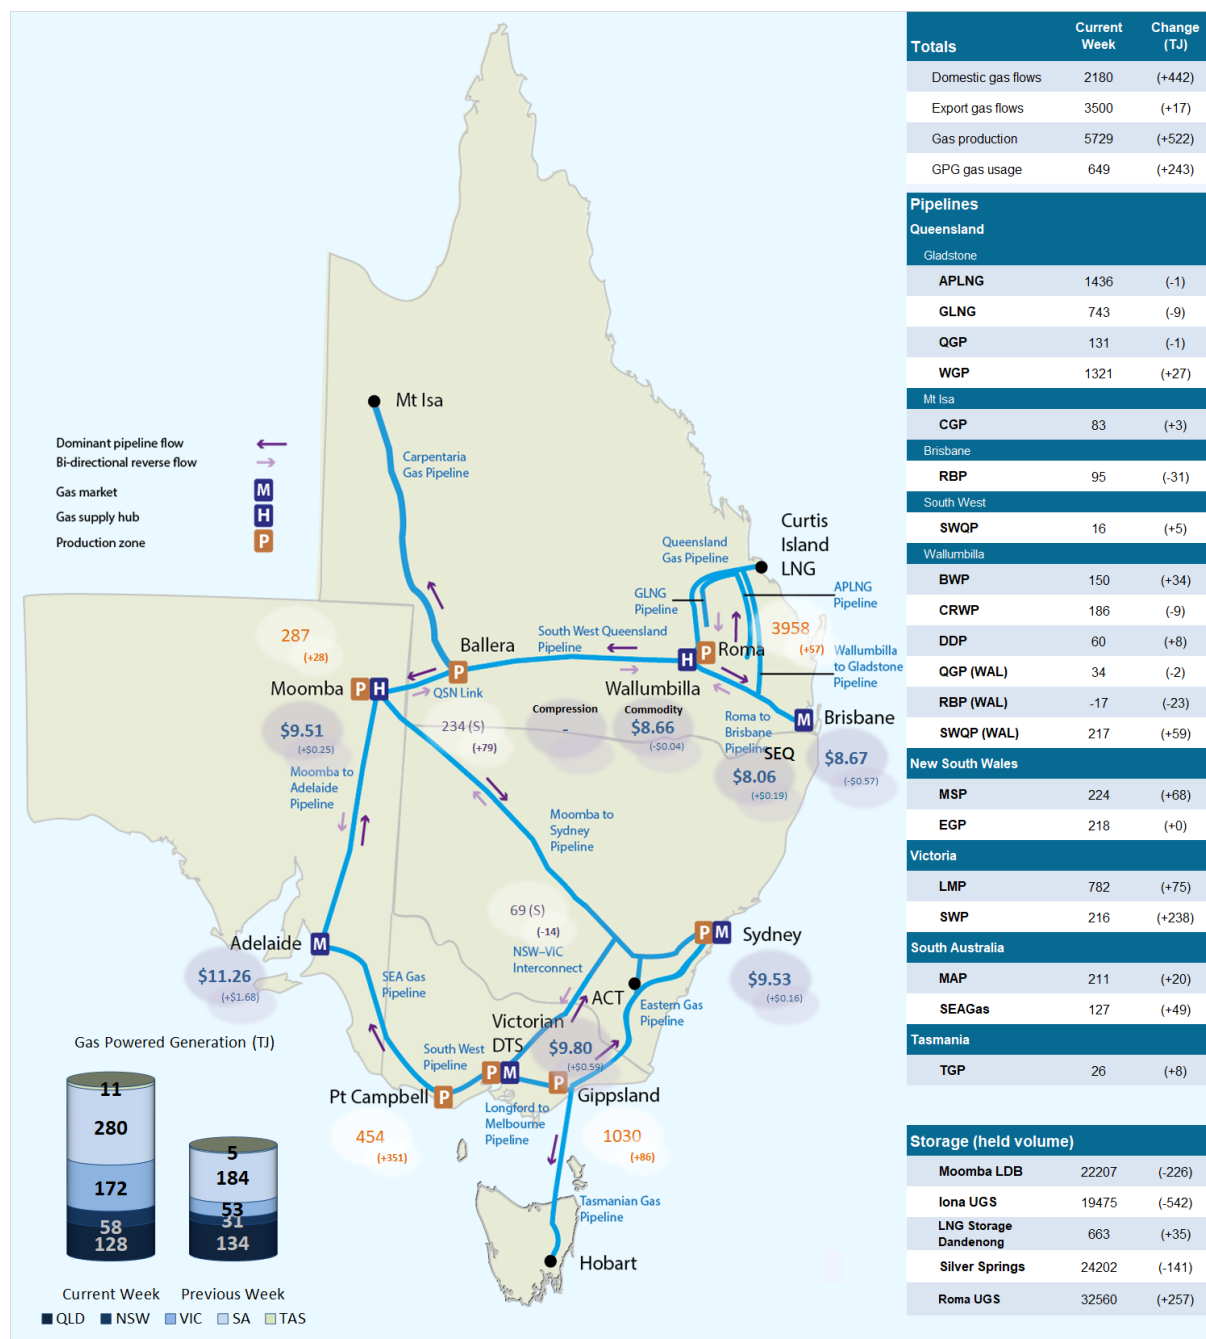 Mt Isa
Dominant pipeline flow
Bi-directional reverse flow
Gas market
M
Gas supply hub
H
Production zone
P
Carpentaria
Gas Pipeline
Curtis
Island
LNG
Queensland
Gas Pipeline
GLNG
Pipeline
APLNG
Pipeline
287
(+28)
Ballera
P
South West Queensland
Pipeline
H
P
Roma
3958
(+57)
Wallumbilla
to Gladstone
Pipeline
Moomba
P
H
QSN Link
Wallumbilla
$9.51
(+$0.25)
234 (S)
(+79)
Compression
-
Commodity
$8.66
(-$0.04)
Roma to
Brisbane
Pipeline
M
Brisbane
SEQ
$8.06
(+$0.19)
$8.67
(-$0.57)
Moomba to
Adelaide
Pipeline
Moomba to
Sydney
Pipeline
69 (S)
(-14)
NSW–VIC
Interconnect
P
M
Sydney
$9.53
(+$0.16)
Adelaide
M
$11.26
(+$1.68)
SEA Gas
Pipeline
ACT
Eastern Gas
Pipeline
Victorian
DTS
$9.80
(+$0.59)
South West
Pipeline
P
M
P
Gippsland
Pt Campbell
P
Longford to
Melbourne
Pipeline
454
(+351)
1030
(+86)
Tasmanian Gas
Pipeline
Hobart
Gas Powered Generation (TJ)
11
280
172
58
128
5
184
53
31
134
Current Week
Previous Week
QLD
NSW
VIC
SA
TAS
Totals Current Week Change (TJ)
Domestic gas flows 2180 (+442)
Export gas flows 3500 (+17)
Gas production 5729 (+522)
GPG gas usage 649 (+243)
Pipelines
Queensland
Gladstone
APLNG 1436 (-1)
GLNG 743 (-9)
QGP 131 (-1)
WGP 1321 (+27)
Mt Isa
CGP 83 (+3)
Brisbane
RBP 95 (-31)
South West
SWQP 16 (+5)
Wallumbilla
BWP 150 (+34)
CRWP 186 (-9)
DDP 60 (+8)
QGP (WAL) 34 (-2)
RBP (WAL) -17 (-23)
SWQP (WAL) 217 (+59)
New South Wales
MSP 224 (+68)
EGP 218 (+0)
Victoria
LMP 782 (+75)
SWP 216 (+238)
South Australia
MAP 211 (+20)
SEAGas 127 (+49)
Tasmania
TGP 26 (+8)
Storage (held volume)
Moomba LDB 22207 (-226)
Iona UGS 19475 (-542)
LNG Storage
Dandenong 663 (+35)
Silver Springs 24202 (-141)
Roma UGS 32560 (+257)